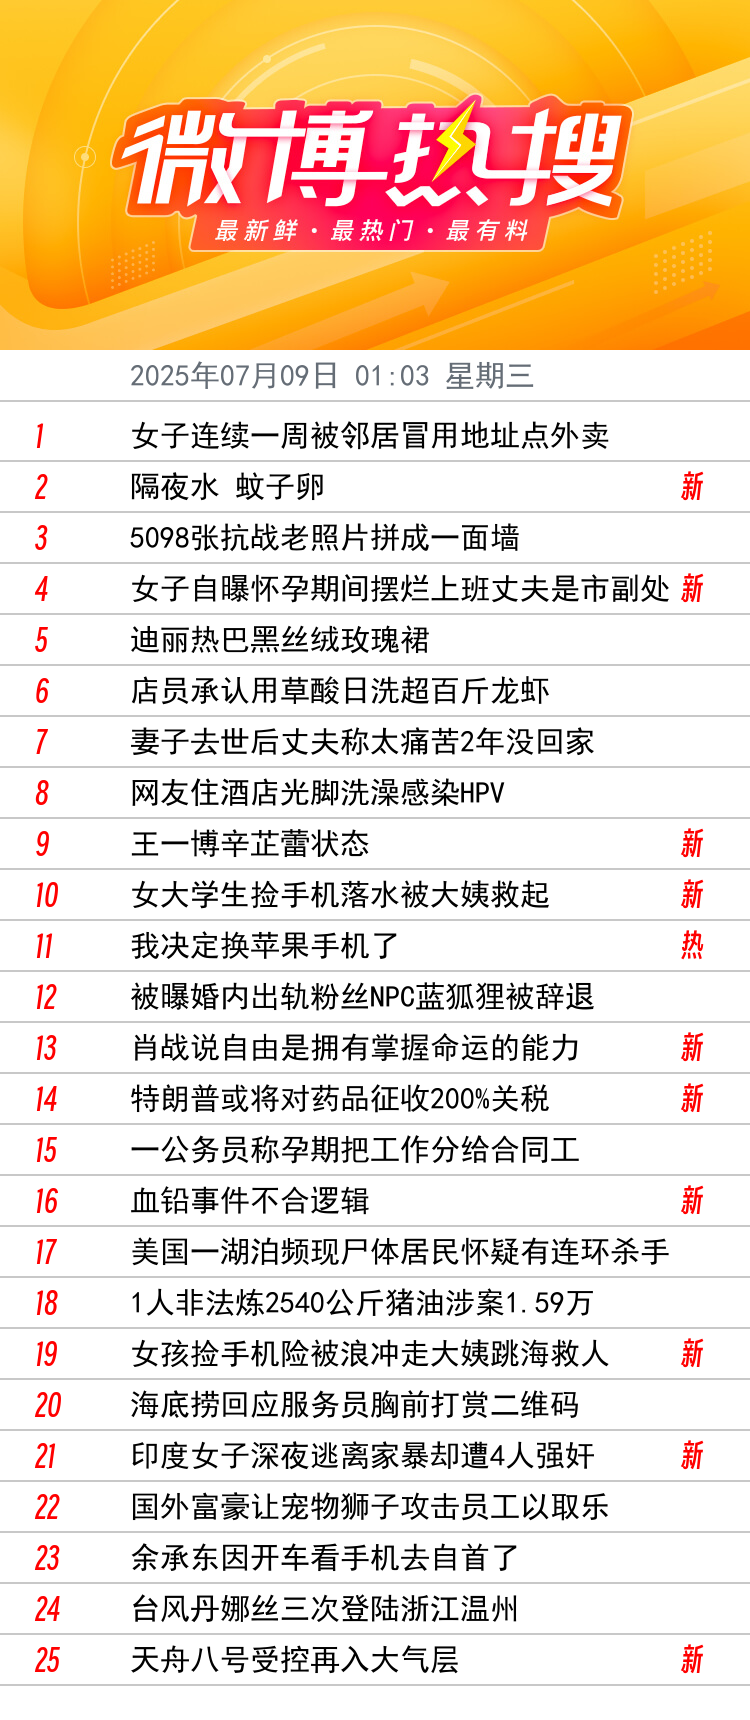 微博热搜
最新鲜·最热门·最有料
2025年07月09日 01:03 星期三
1 女子连续一周被邻居冒用地址点外卖
2 隔夜水 蚊子卵 新
3 5098张抗战老照片拼成一面墙
4 女子自曝怀孕期间摆烂上班丈夫是市副处 新
5 迪丽热巴黑丝绒玫瑰裙
6 店员承认用草酸日洗超百斤龙虾
7 妻子去世后丈夫称太痛苦2年没回家
8 网友住酒店光脚洗澡感染HPV
9 王一博辛芷蕾状态 新
10 女大学生捡手机落水被大姨救起 新
11 我决定换苹果手机了 热
12 被曝婚内出轨粉丝NPC蓝狐狸被辞退
13 肖战说自由是拥有掌握命运的能力 新
14 特朗普或将对药品征收200%关税 新
15 一公务员称孕期把工作分给合同工
16 血铅事件不合逻辑 新
17 美国一湖泊频现尸体居民怀疑有连环杀手
18 1人非法炼2540公斤猪油涉案1.59万
19 女孩捡手机险被浪冲走大姨跳海救人 新
20 海底捞回应服务员胸前打赏二维码
21 印度女子深夜逃离家暴却遭4人强奸 新
22 国外富豪让宠物狮子攻击员工以取乐
23 余承东因开车看手机去自首了
24 台风丹娜丝三次登陆浙江温州
25 天舟八号受控再入大气层 新